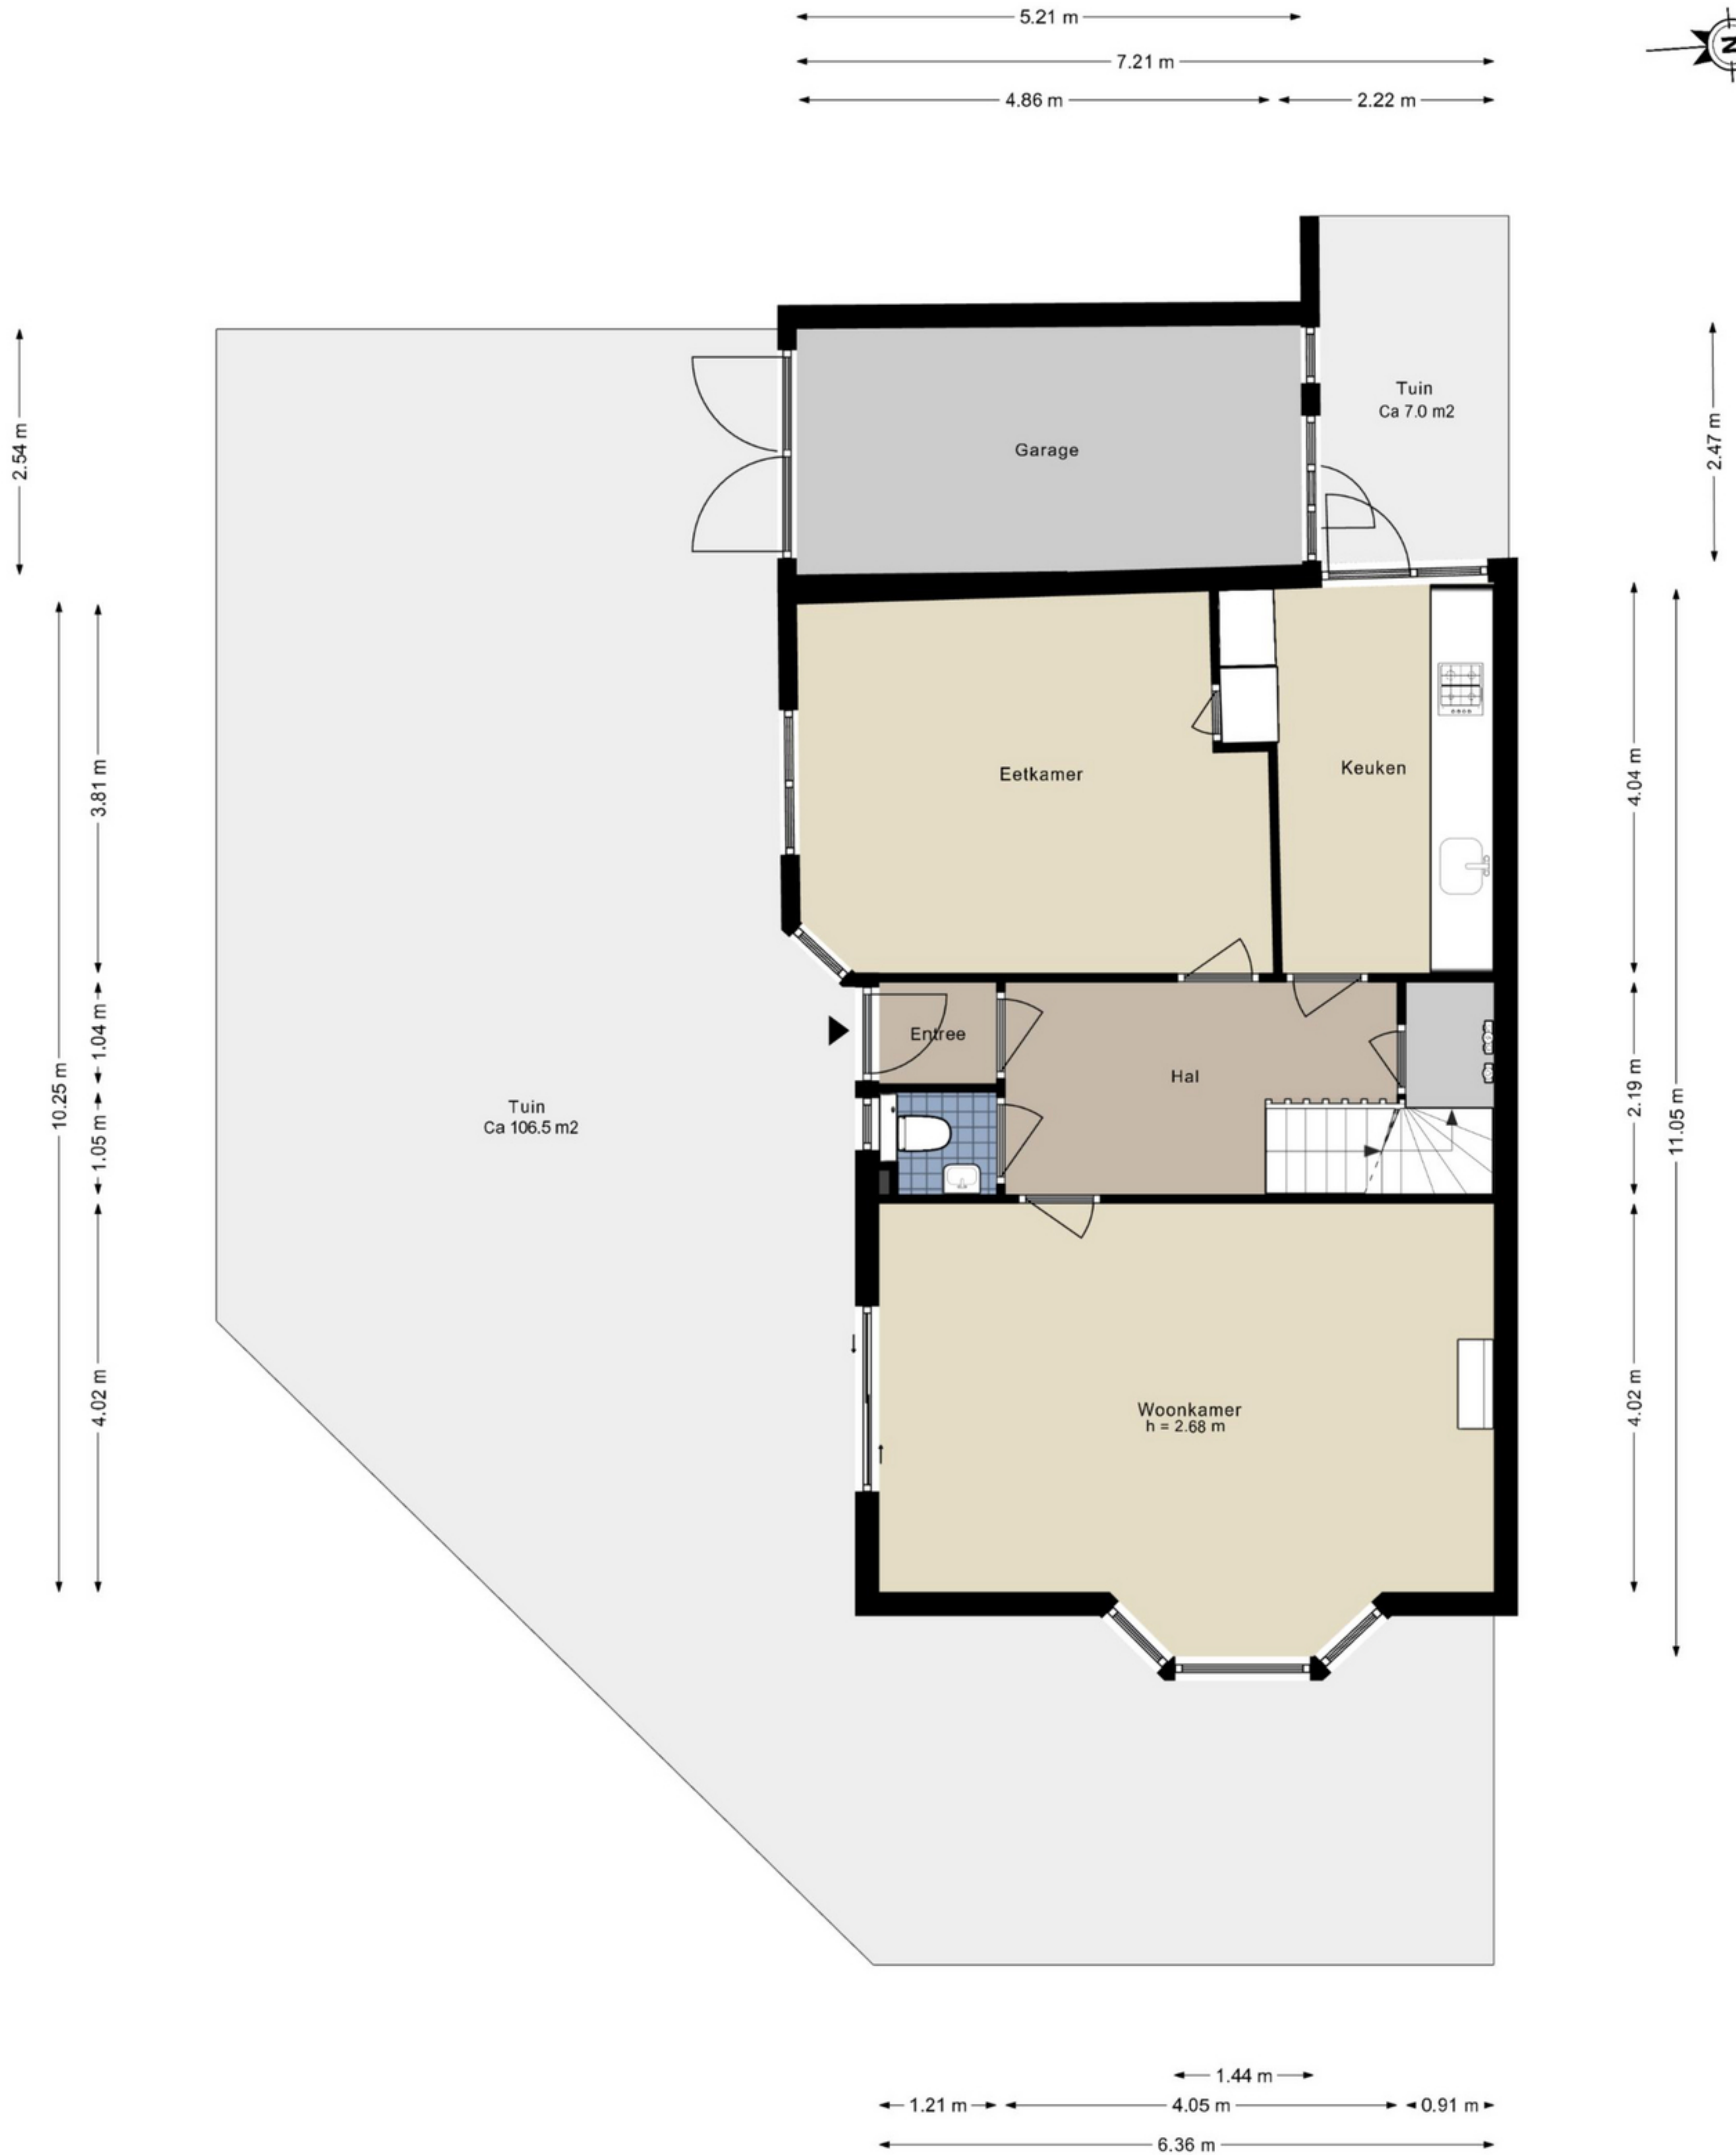 5.21 m
7.21 m
4.86 m
2.22 m
N
2.54 m
2.47 m
Tuin
Ca 7.0 m2
Garage
3.81 m
4.04 m
Eetkamer
Keuken
10.25 m
1.04 m
1.05 m
Entree
Hal
2.19 m
11.05 m
Tuin
Ca 106.5 m2
4.02 m
4.02 m
Woonkamer
h = 2.68 m
1.44 m
1.21 m
4.05 m
0.91 m
6.36 m